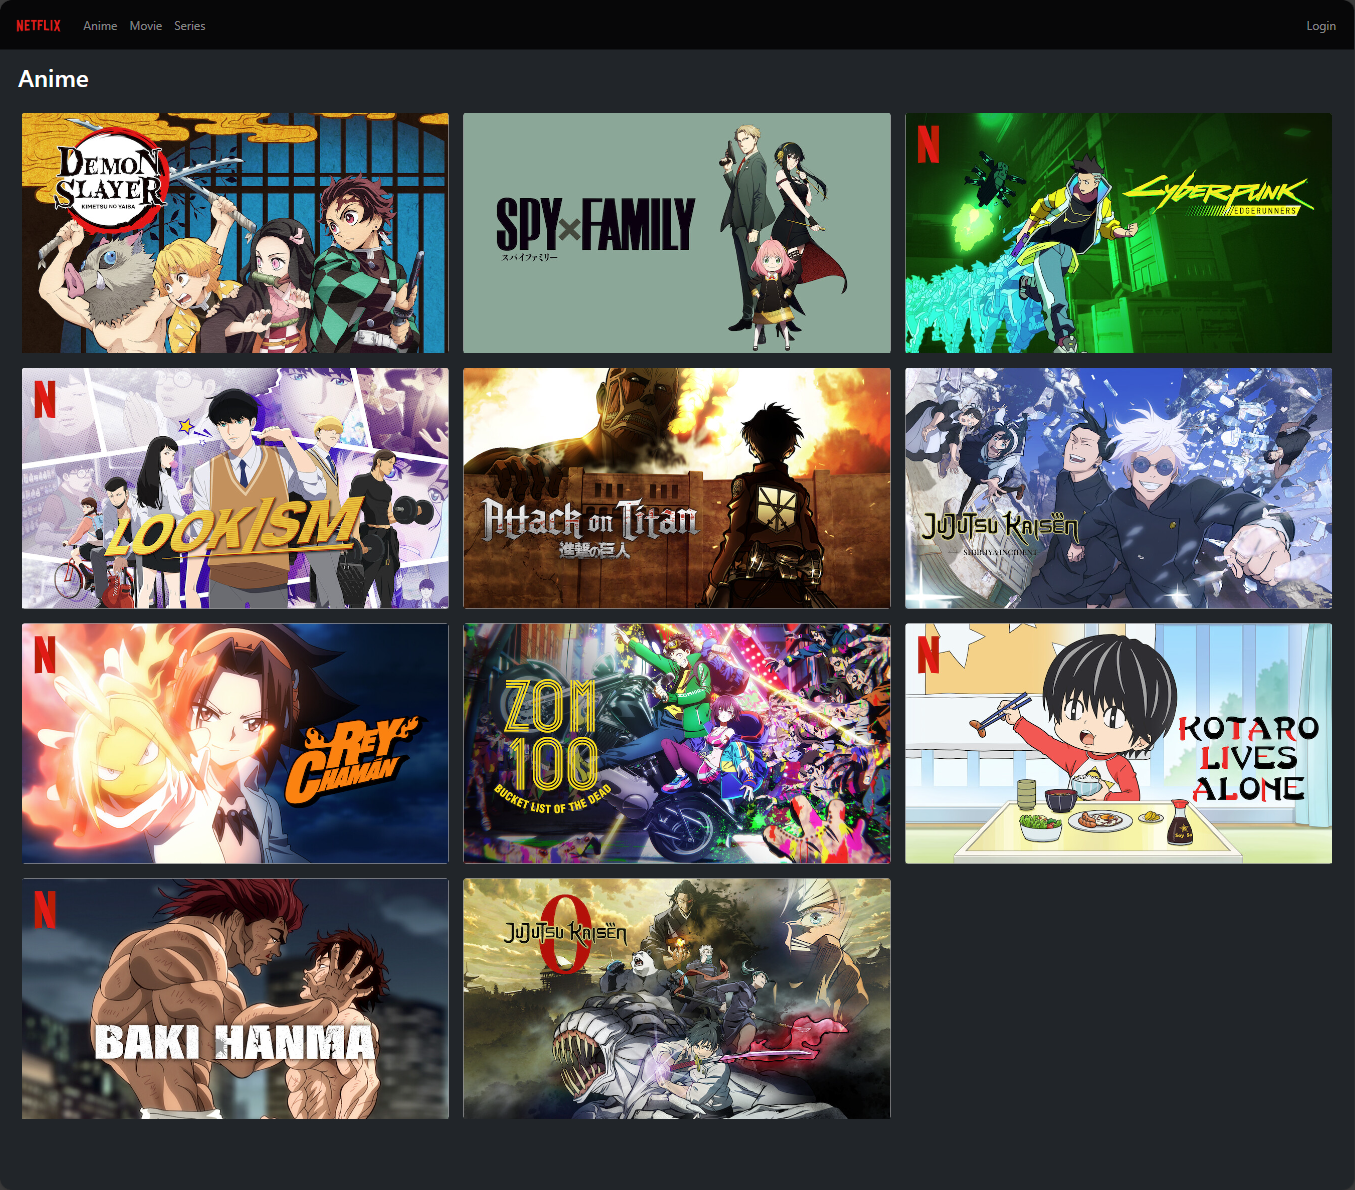 NETFLIX Anime Movie Series Login
Anime
DEMON
SLAYER
KIMETSU NO YAIBA
SPY×FAMILY
スパイファミリー
N
CYBERPUNK
EDGERUNNERS
N
LOOKISM
Attack on Titan
進撃の巨人
JUJUTSU KAISEN
SHIBUYA INCIDENT
N
REY
CHAMÁN
ZOM
100
BUCKET LIST OF THE DEAD
N
KOTARO
LIVES
ALONE
N
BAKI HANMA
JUJUTSU KAISEN
0